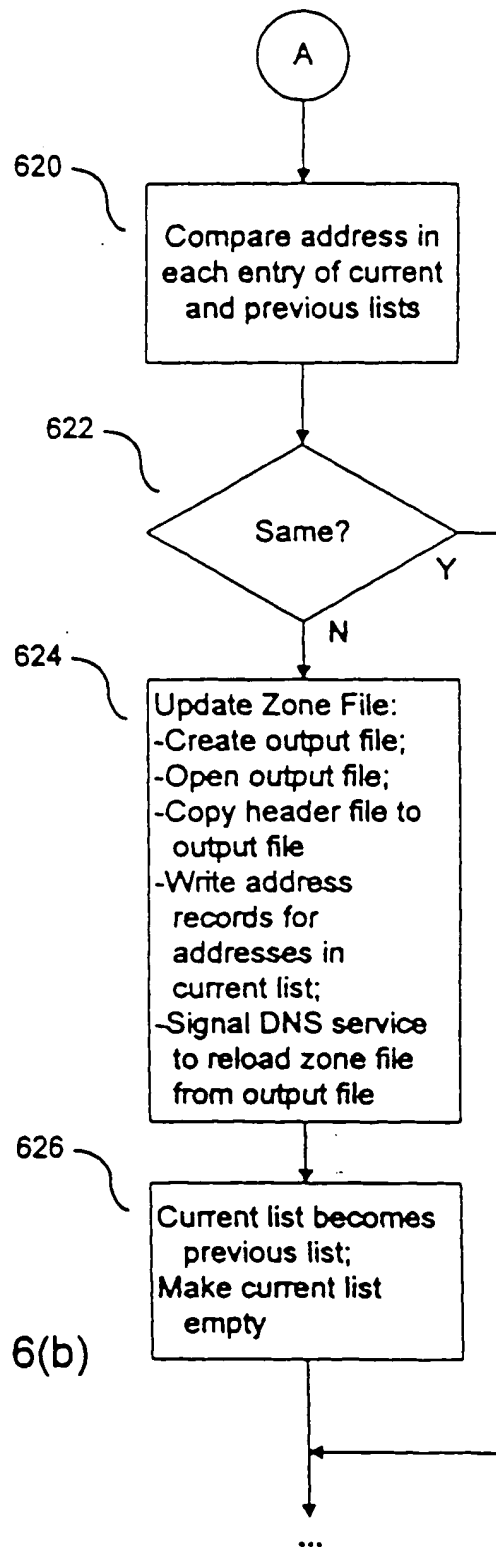 A
620
Compare address in
each entry of current
and previous lists
622
Same?
Y
N
624
Update Zone File:
-Create output file;
-Open output file;
-Copy header file to
output file
-Write address
records for
addresses in
current list;
-Signal DNS service
to reload zone file
from output file
626
Current list becomes
previous list;
Make current list
empty
6(b)
...